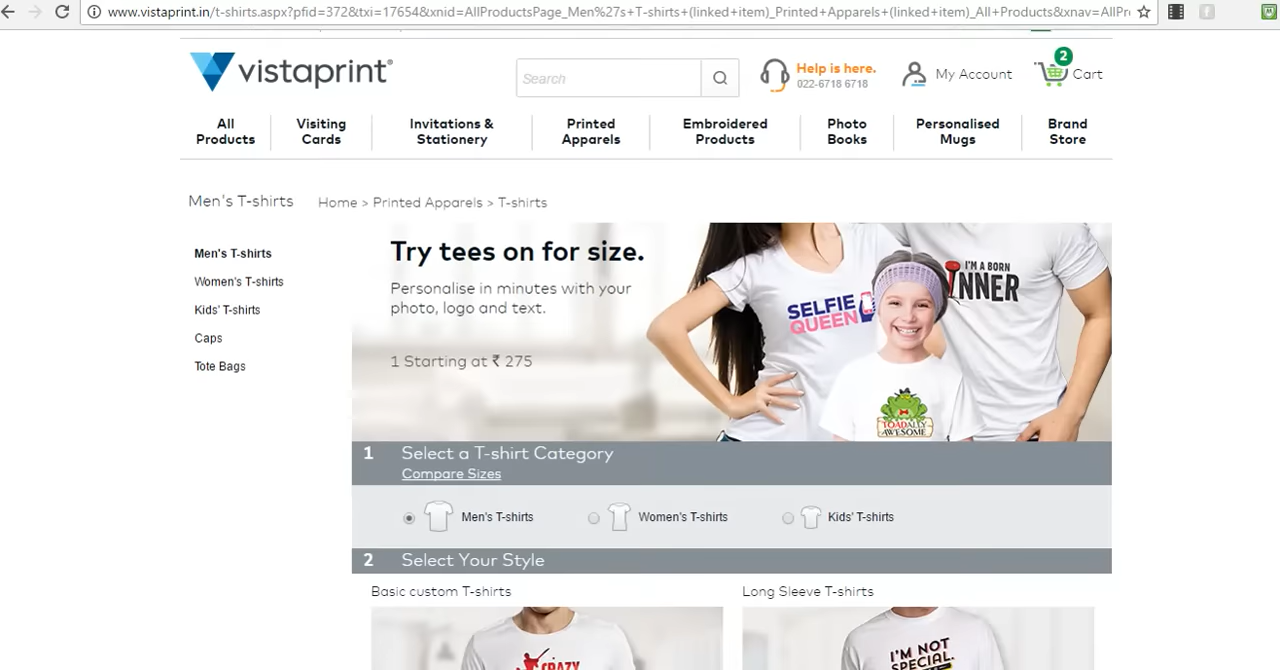 www.vistaprint.in/t-shirts.aspx?pfid=372&txi=17654&xnid=AllProductsPage_Men%27s+T-shirts+(linked+item)_Printed+Apparels+(linked+item)_All+Products&xnav=AllPr
vistaprint®
Search
Help is here.
022-6718 6718
My Account
2
Cart
All Products
Visiting Cards
Invitations & Stationery
Printed Apparels
Embroidered Products
Photo Books
Personalised Mugs
Brand Store
Men's T-shirts
Home > Printed Apparels > T-shirts
Men's T-shirts
Women's T-shirts
Kids' T-shirts
Caps
Tote Bags
Try tees on for size.
Personalise in minutes with your
photo, logo and text.
1 Starting at ₹ 275
SELFIE
QUEEN
I'M A BORN
INNER
TOADALLY
AWESOME
1 Select a T-shirt Category
Compare Sizes
Men's T-shirts
Women's T-shirts
Kids' T-shirts
2 Select Your Style
Basic custom T-shirts
Long Sleeve T-shirts
CRAZY
I'M NOT
SPECIAL.